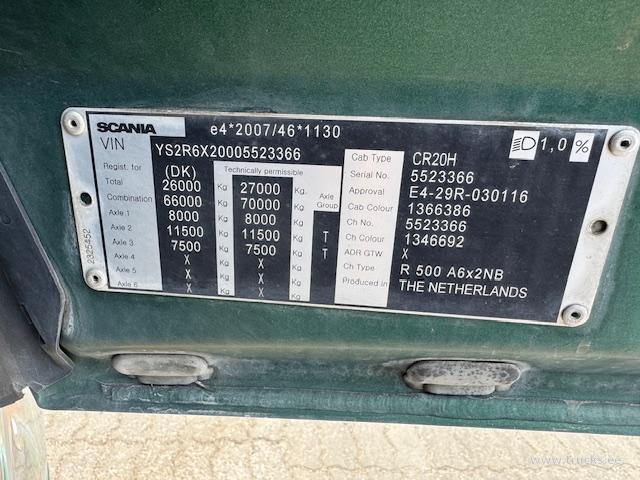 SCANIA e4*2007/46*1130
VIN YS2R6X20005523366
1,0 %
Regist. for (DK) Technically permissible
Total 26000 Kg 27000 Kg. Axle Group
Combination 66000 Kg 70000 Kg
Axle 1 8000 Kg 8000 Kg
Axle 2 11500 Kg 11500 Kg T
Axle 3 7500 Kg 7500 Kg T
Axle 4 X Kg X Kg
Axle 5 X Kg X Kg
Axle 6 X Kg X Kg
Cab Type CR20H
Serial No. 5523366
Approval E4-29R-030116
Cab Colour 1366386
Ch No. 5523366
Ch Colour 1346692
ADR GTW X
Ch Type R 500 A6x2NB
Produced in THE NETHERLANDS
2325452
www.trucks.ee